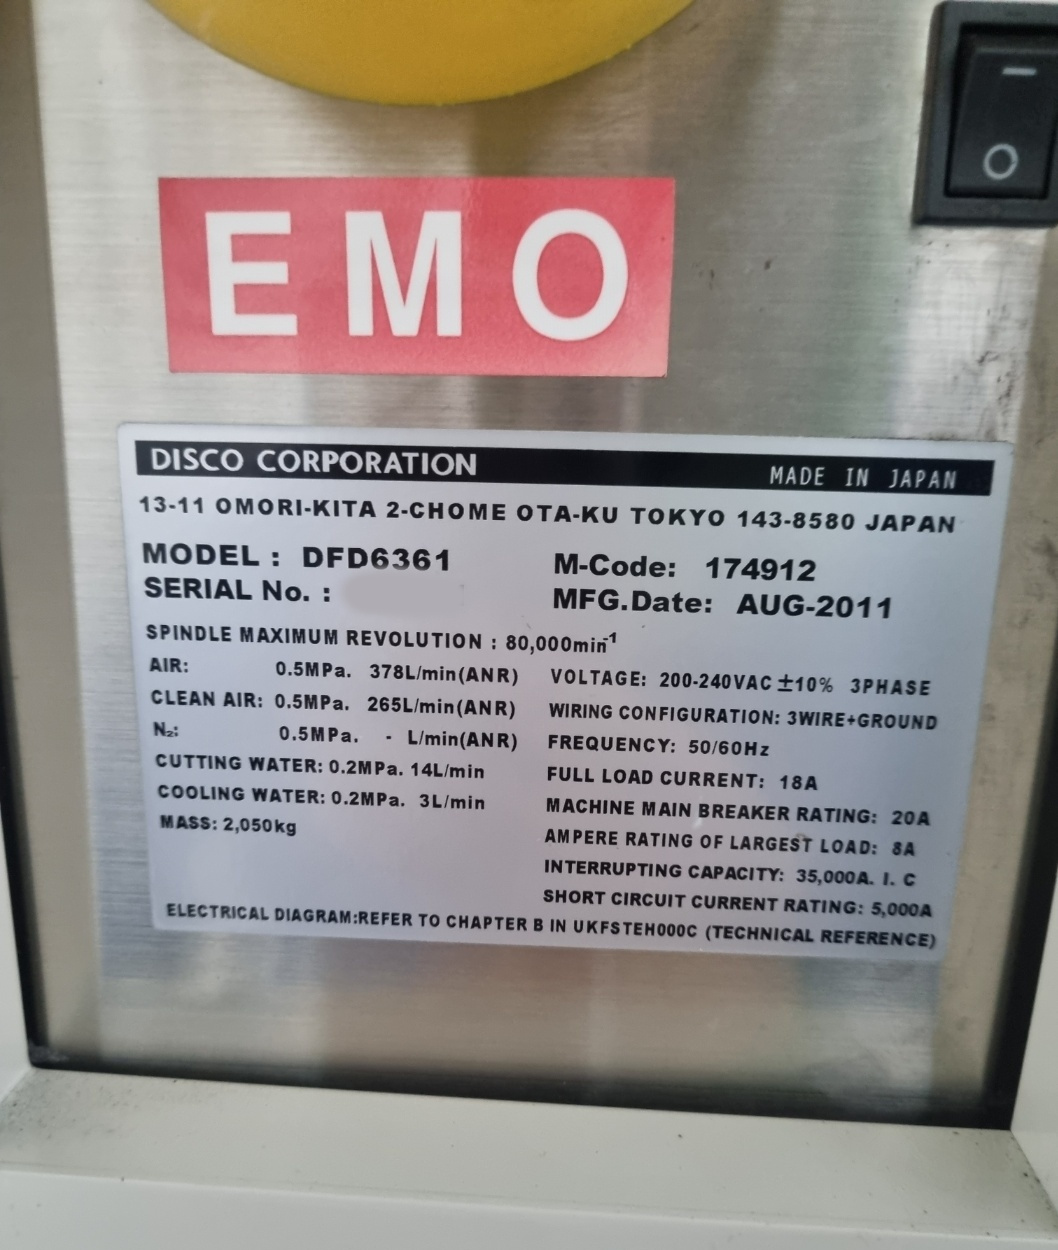 EMO
DISCO CORPORATION MADE IN JAPAN
13-11 OMORI-KITA 2-CHOME OTA-KU TOKYO 143-8580 JAPAN
MODEL : DFD6361 M-Code: 174912
SERIAL No. : MFG.Date: AUG-2011
SPINDLE MAXIMUM REVOLUTION : 80,000min⁻¹
AIR: 0.5MPa. 378L/min(ANR) VOLTAGE: 200-240VAC ±10% 3PHASE
CLEAN AIR: 0.5MPa. 265L/min(ANR) WIRING CONFIGURATION: 3WIRE+GROUND
N₂: 0.5MPa. - L/min(ANR) FREQUENCY: 50/60Hz
CUTTING WATER: 0.2MPa. 14L/min FULL LOAD CURRENT: 18A
COOLING WATER: 0.2MPa. 3L/min MACHINE MAIN BREAKER RATING: 20A
MASS: 2,050kg AMPERE RATING OF LARGEST LOAD: 8A
INTERRUPTING CAPACITY: 35,000A. I. C
SHORT CIRCUIT CURRENT RATING: 5,000A
ELECTRICAL DIAGRAM:REFER TO CHAPTER B IN UKFSTEH000C (TECHNICAL REFERENCE)